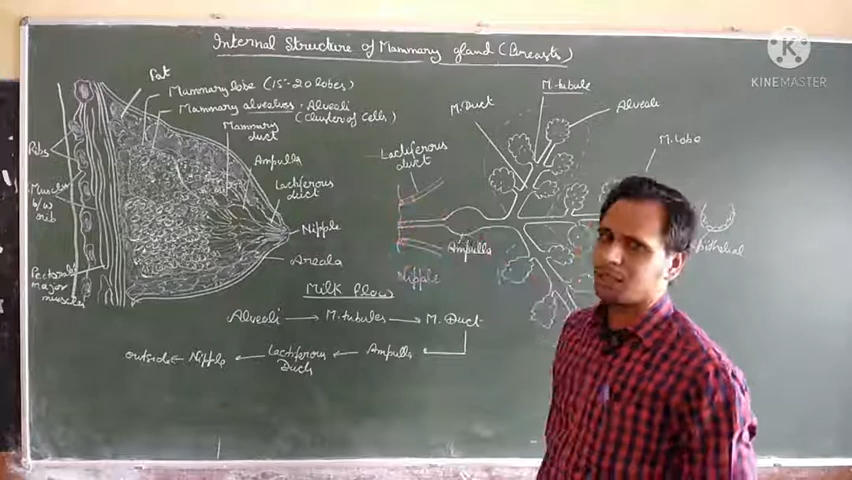 Internal Structure of Mammary gland (Breasts)
Fat
Mammary lobe (15-20 lobes)
Mammary alveolus - Alveoli
(Cluster of Cells)
Mammary
duct
Ampulla
Lactiferous
duct
Nipple
Areola
Ribs
Muscles
b/w rib
Pectoralis
major
muscles
M. Duct
M. tubule
Alveoli
M. lobe
Lactiferous
duct
Ampulla
Nipple
Epithelial
Milk flow
Alveoli → M. tubules → M. Duct
outside ← Nipple ← Lactiferous Duct ← Ampulla
K
KINEMASTER